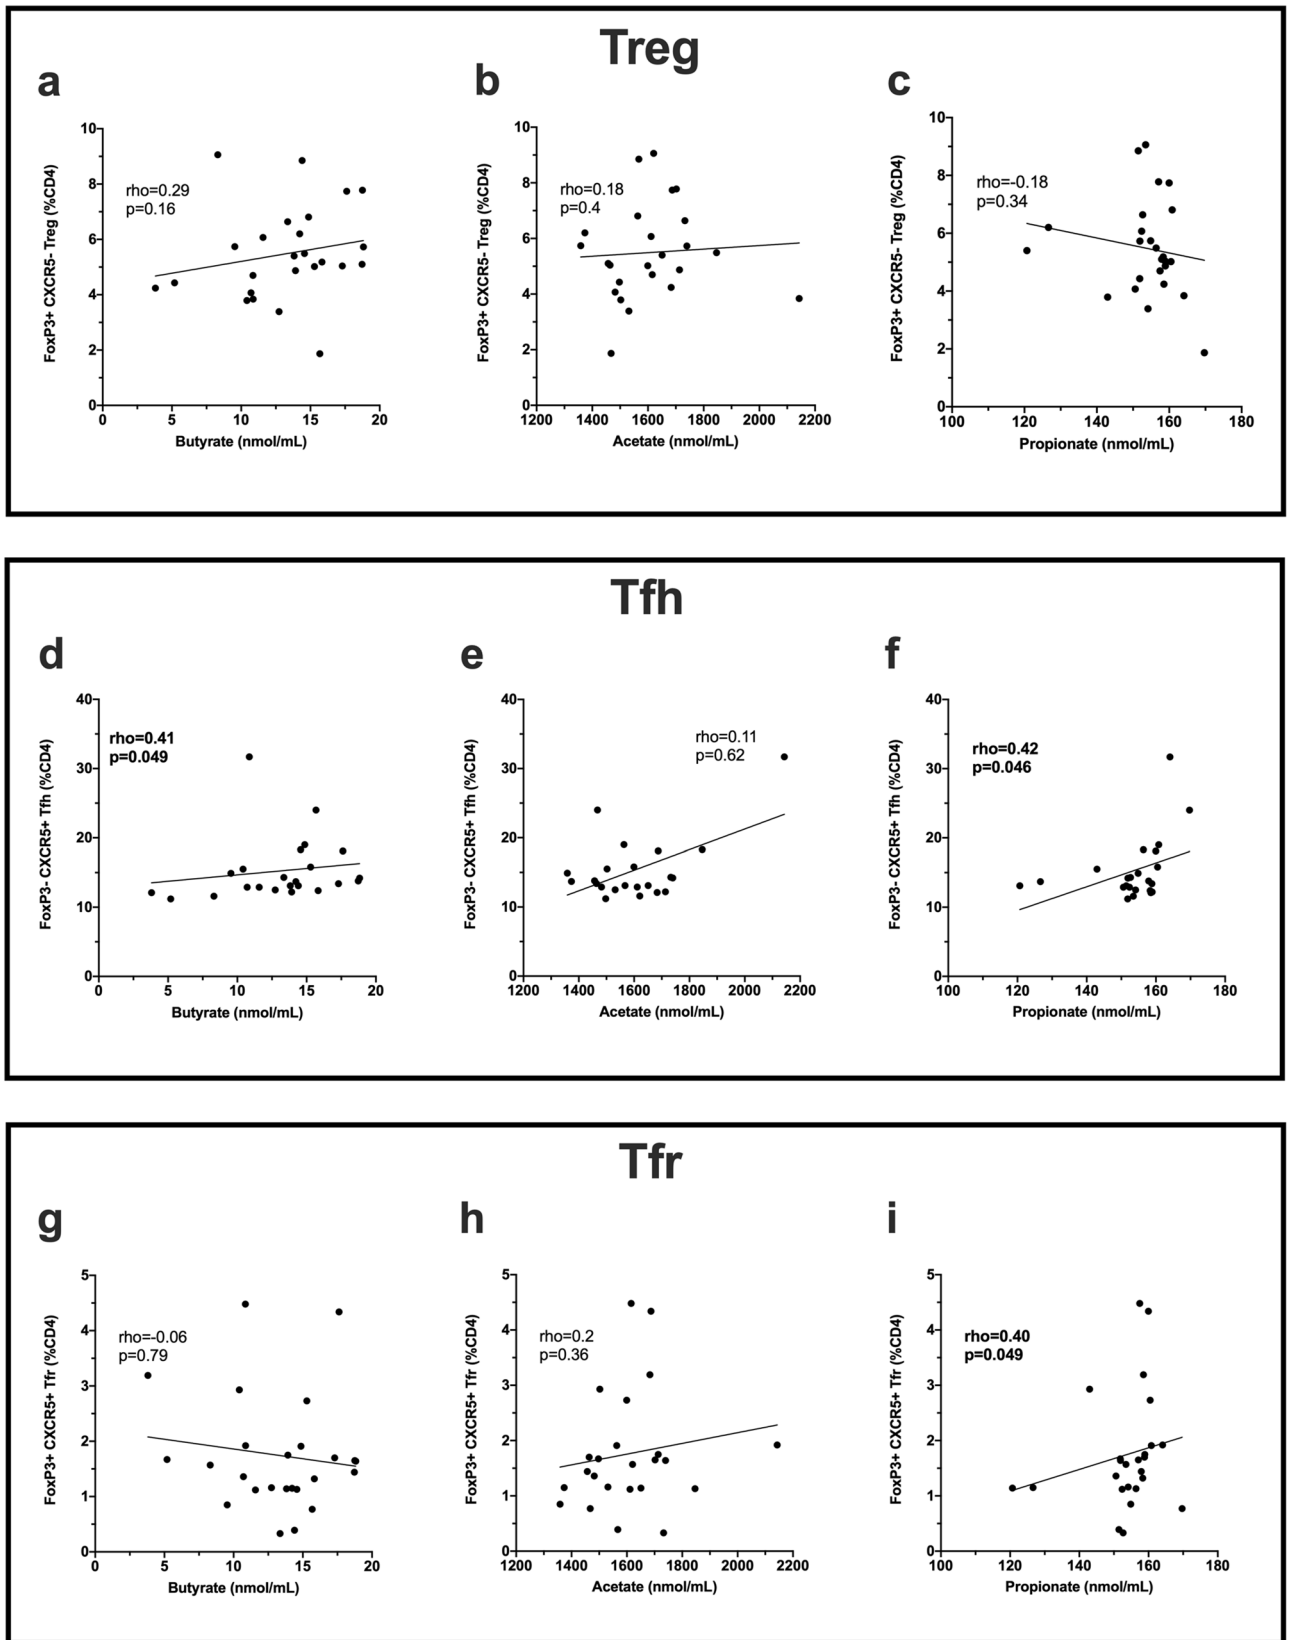 Treg
a
b
c
FoxP3+ CXCR5- Treg (%CD4)
10
8
6
4
2
0
rho=0.29
p=0.16
0
5
10
15
20
Butyrate (nmol/mL)
FoxP3+ CXCR5- Treg (%CD4)
10
8
6
4
2
0
rho=0.18
p=0.4
1200
1400
1600
1800
2000
2200
Acetate (nmol/mL)
FoxP3+ CXCR5- Treg (%CD4)
10
8
6
4
2
0
rho=-0.18
p=0.34
100
120
140
160
180
Propionate (nmol/mL)
Tfh
d
e
f
FoxP3- CXCR5+ Tfh (%CD4)
40
30
20
10
0
rho=0.41
p=0.049
0
5
10
15
20
Butyrate (nmol/mL)
FoxP3- CXCR5+ Tfh (%CD4)
40
30
20
10
0
rho=0.11
p=0.62
1200
1400
1600
1800
2000
2200
Acetate (nmol/mL)
FoxP3- CXCR5+ Tfh (%CD4)
40
30
20
10
0
rho=0.42
p=0.046
100
120
140
160
180
Propionate (nmol/mL)
Tfr
g
h
i
FoxP3+ CXCR5+ Tfr (%CD4)
5
4
3
2
1
0
rho=-0.06
p=0.79
0
5
10
15
20
Butyrate (nmol/mL)
FoxP3+ CXCR5+ Tfr (%CD4)
5
4
3
2
1
0
rho=0.2
p=0.36
1200
1400
1600
1800
2000
2200
Acetate (nmol/mL)
FoxP3+ CXCR5+ Tfr (%CD4)
5
4
3
2
1
0
rho=0.40
p=0.049
100
120
140
160
180
Propionate (nmol/mL)